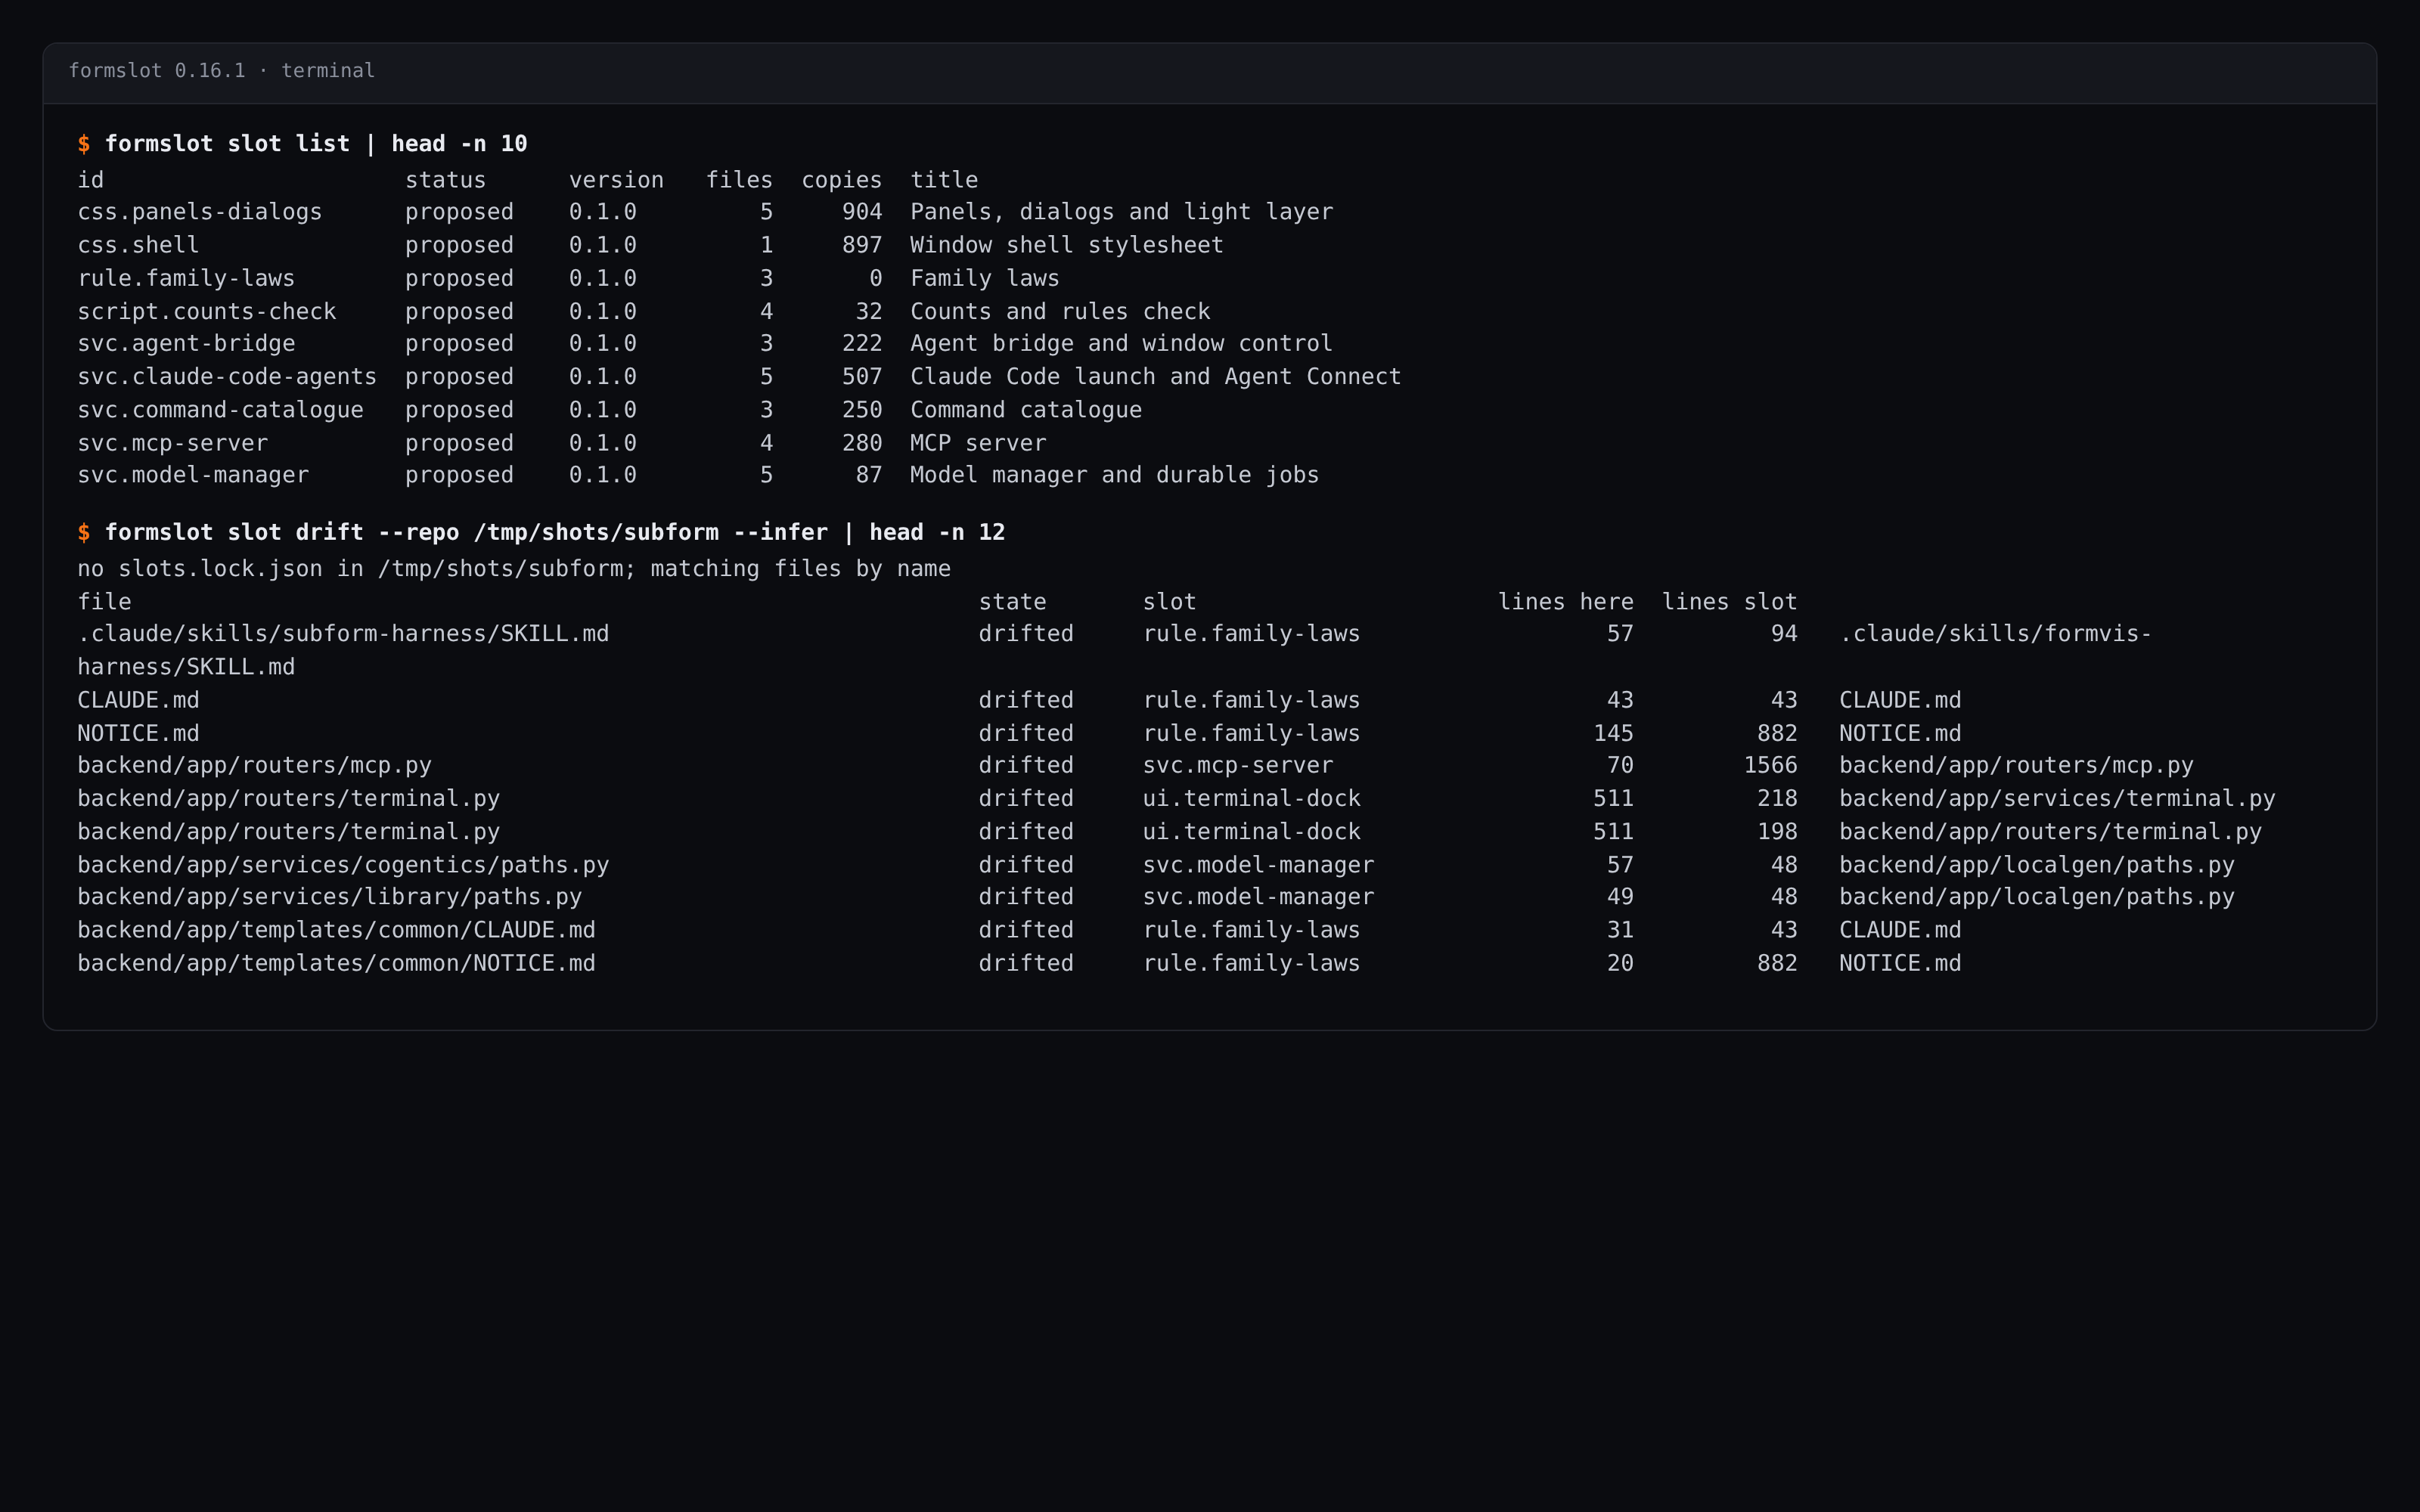 formslot 0.16.1 · terminal
$ formslot slot list | head -n 10
id                      status      version   files  copies  title
css.panels-dialogs      proposed    0.1.0         5     904  Panels, dialogs and light layer
css.shell               proposed    0.1.0         1     897  Window shell stylesheet
rule.family-laws        proposed    0.1.0         3       0  Family laws
script.counts-check     proposed    0.1.0         4      32  Counts and rules check
svc.agent-bridge        proposed    0.1.0         3     222  Agent bridge and window control
svc.claude-code-agents  proposed    0.1.0         5     507  Claude Code launch and Agent Connect
svc.command-catalogue   proposed    0.1.0         3     250  Command catalogue
svc.mcp-server          proposed    0.1.0         4     280  MCP server
svc.model-manager       proposed    0.1.0         5      87  Model manager and durable jobs
$ formslot slot drift --repo /tmp/shots/subform --infer | head -n 12
no slots.lock.json in /tmp/shots/subform; matching files by name
file                                                              state       slot                      lines here  lines slot
.claude/skills/subform-harness/SKILL.md                           drifted     rule.family-laws                  57          94   .claude/skills/formvis-
harness/SKILL.md
CLAUDE.md                                                         drifted     rule.family-laws                  43          43   CLAUDE.md
NOTICE.md                                                         drifted     rule.family-laws                 145         882   NOTICE.md
backend/app/routers/mcp.py                                        drifted     svc.mcp-server                    70        1566   backend/app/routers/mcp.py
backend/app/routers/terminal.py                                   drifted     ui.terminal-dock                 511         218   backend/app/services/terminal.py
backend/app/routers/terminal.py                                   drifted     ui.terminal-dock                 511         198   backend/app/routers/terminal.py
backend/app/services/cogentics/paths.py                           drifted     svc.model-manager                 57          48   backend/app/localgen/paths.py
backend/app/services/library/paths.py                             drifted     svc.model-manager                 49          48   backend/app/localgen/paths.py
backend/app/templates/common/CLAUDE.md                            drifted     rule.family-laws                  31          43   CLAUDE.md
backend/app/templates/common/NOTICE.md                            drifted     rule.family-laws                  20         882   NOTICE.md